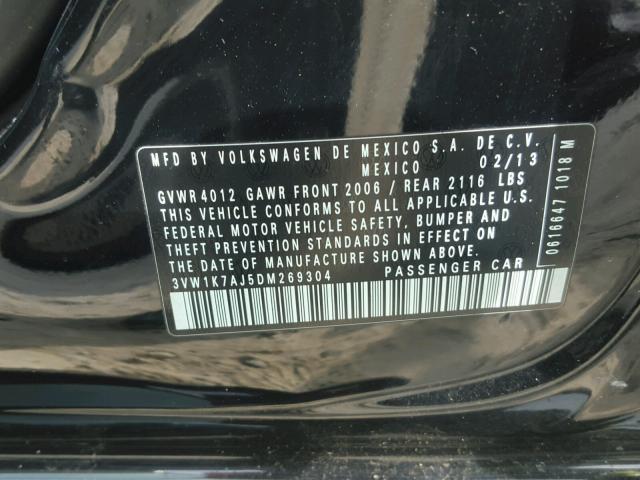 MFD BY VOLKSWAGEN DE MEXICO S.A. DE C.V.
MEXICO 02/13
GVWR 4012 GAWR FRONT 2006 / REAR 2116 LBS
THIS VEHICLE CONFORMS TO ALL APPLICABLE U.S.
FEDERAL MOTOR VEHICLE SAFETY, BUMPER AND
THEFT PREVENTION STANDARDS IN EFFECT ON
THE DATE OF MANUFACTURE SHOWN ABOVE.
3VW1K7AJ5DM269304 PASSENGER CAR
0616647 1018 M